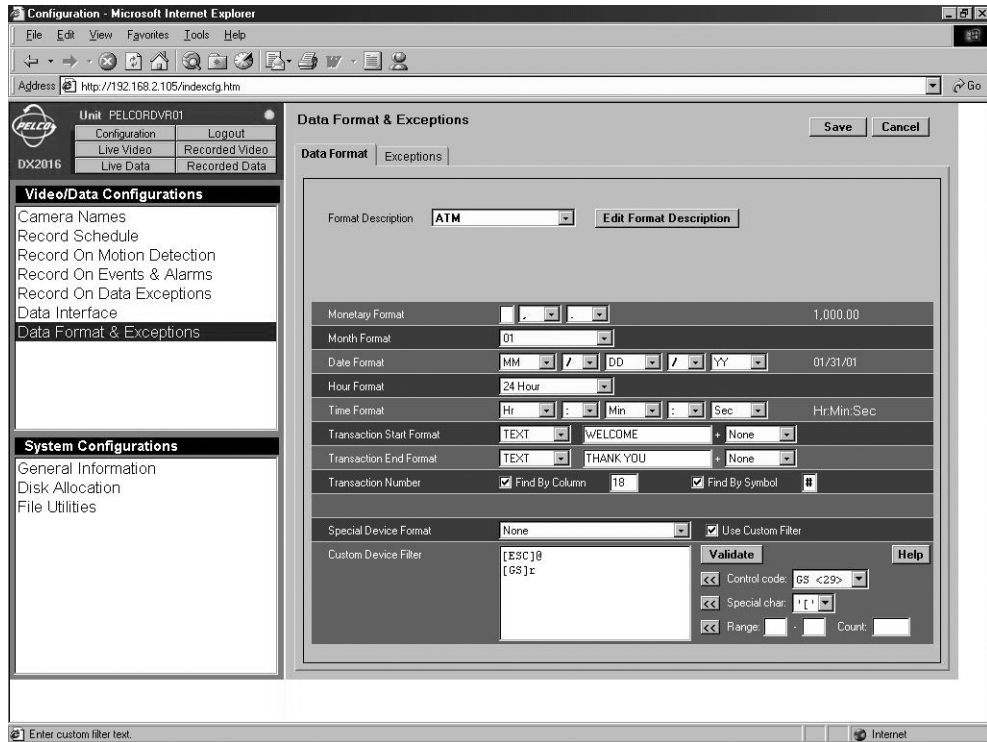 Configuration - Microsoft Internet Explorer
File Edit View Favorites Tools Help
Address http://192.168.2.105/indexcfg.htm Go
PELCO
Unit PELCORDVR01
DX2016
Configuration Logout
Live Video Recorded Video
Live Data Recorded Data
Video/Data Configurations
Camera Names
Record Schedule
Record On Motion Detection
Record On Events & Alarms
Record On Data Exceptions
Data Interface
Data Format & Exceptions
System Configurations
General Information
Disk Allocation
File Utilities
Data Format & Exceptions
Save Cancel
Data Format Exceptions
Format Description ATM Edit Format Description
Monetary Format , . 1,000.00
Month Format 01
Date Format MM / DD / YY 01/31/01
Hour Format 24 Hour
Time Format Hr : Min : Sec Hr:Min:Sec
Transaction Start Format TEXT WELCOME + None
Transaction End Format TEXT THANK YOU + None
Transaction Number Find By Column 18 Find By Symbol #
Special Device Format None Use Custom Filter
Custom Device Filter
[ESC]@
[GS]r
Validate Help
<< Control code: GS <29>
<< Special char: '['
<< Range: - Count:
Enter custom filter text. Internet